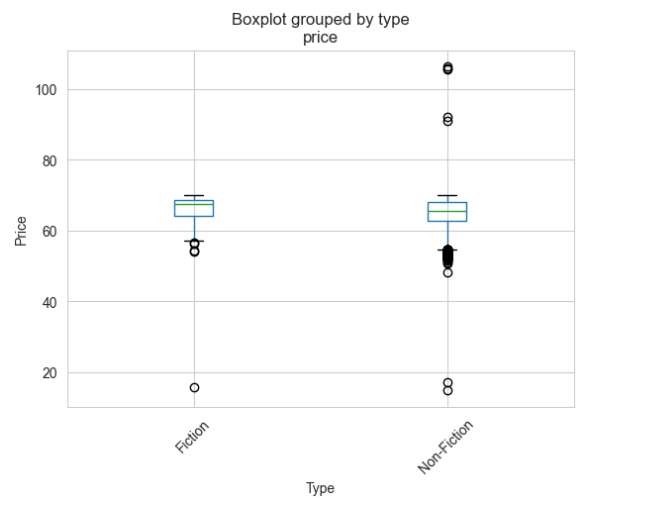 Boxplot grouped by type
price
100
80
60
40
20
Price
Fiction
Non-Fiction
Type